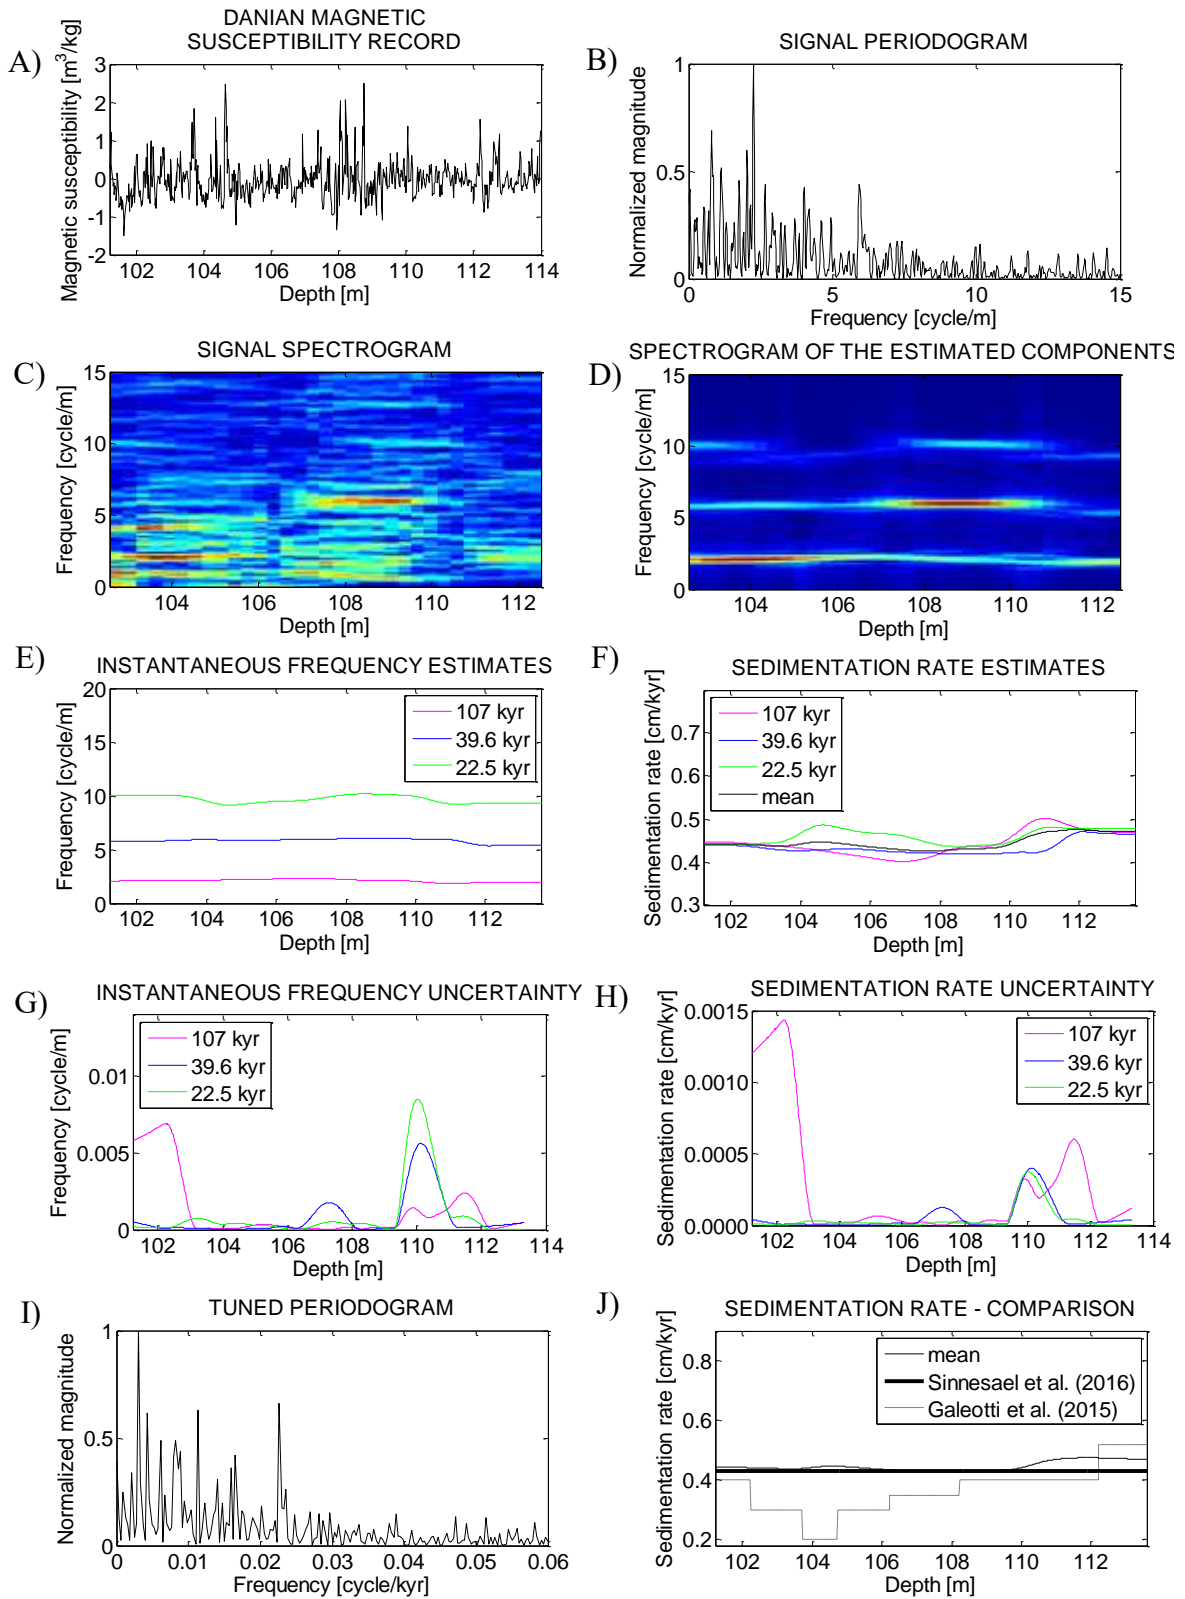 DANIAN MAGNETIC
SUSCEPTIBILITY RECORD
A)
Magnetic susceptibility [m³/kg]
3
2
1
0
-1
-2
102 104 106 108 110 112 114
Depth [m]
SIGNAL PERIODOGRAM
B)
Normalized magnitude
1
0.5
0
0 5 10 15
Frequency [cycle/m]
SIGNAL SPECTROGRAM
C)
Frequency [cycle/m]
15
10
5
0
104 106 108 110 112
Depth [m]
SPECTROGRAM OF THE ESTIMATED COMPONENTS
D)
Frequency [cycle/m]
15
10
5
0
104 106 108 110 112
Depth [m]
E)
INSTANTANEOUS FREQUENCY ESTIMATES
Frequency [cycle/m]
20
15
10
5
0
107 kyr
39.6 kyr
22.5 kyr
102 104 106 108 110 112
Depth [m]
F)
SEDIMENTATION RATE ESTIMATES
Sedimentation rate [cm/kyr]
0.7
0.6
0.5
0.4
0.3
107 kyr
39.6 kyr
22.5 kyr
mean
102 104 106 108 110 112
Depth [m]
G)
INSTANTANEOUS FREQUENCY UNCERTAINTY
Frequency [cycle/m]
0.01
0.005
0
107 kyr
39.6 kyr
22.5 kyr
102 104 106 108 110 112 114
Depth [m]
H)
SEDIMENTATION RATE UNCERTAINTY
Sedimentation rate [cm/kyr]
0.0015
0.0010
0.0005
0.0000
107 kyr
39.6 kyr
22.5 kyr
102 104 106 108 110 112 114
Depth [m]
I)
TUNED PERIODOGRAM
Normalized magnitude
1
0.5
0
0 0.01 0.02 0.03 0.04 0.05 0.06
Frequency [cycle/kyr]
J)
SEDIMENTATION RATE - COMPARISON
Sedimentation rate [cm/kyr]
0.8
0.6
0.4
0.2
mean
Sinnesael et al. (2016)
Galeotti et al. (2015)
102 104 106 108 110 112
Depth [m]